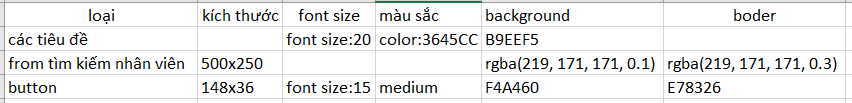 loại kích thước font size màu sắc background boder
các tiêu đề font size:20 color:3645CC B9EEF5
from tìm kiếm nhân viên 500x250 rgba(219, 171, 171, 0.1) rgba(219, 171, 171, 0.3)
button 148x36 font size:15 medium F4A460 E78326